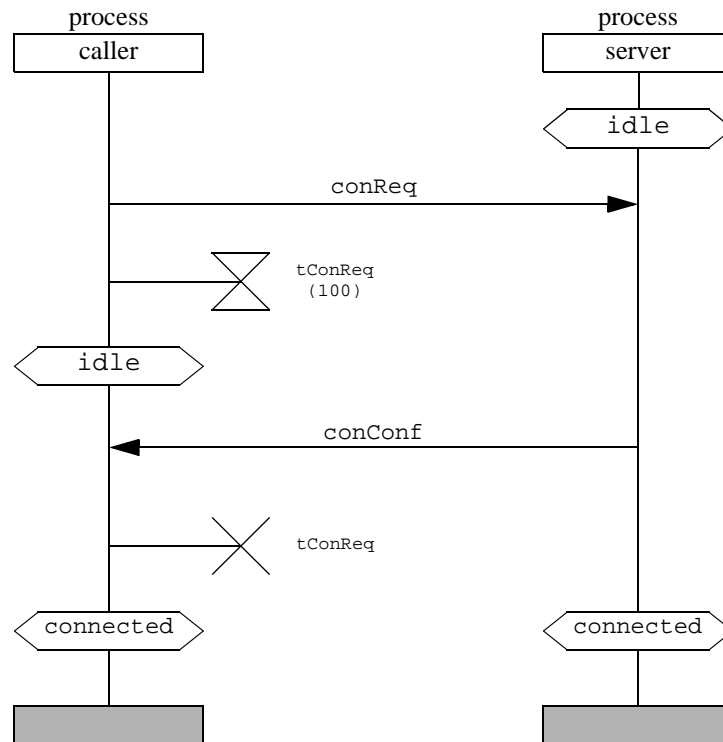 process
process
caller
server
idle
conReq
tConReq
(100)
idle
conConf
tConReq
connected
connected